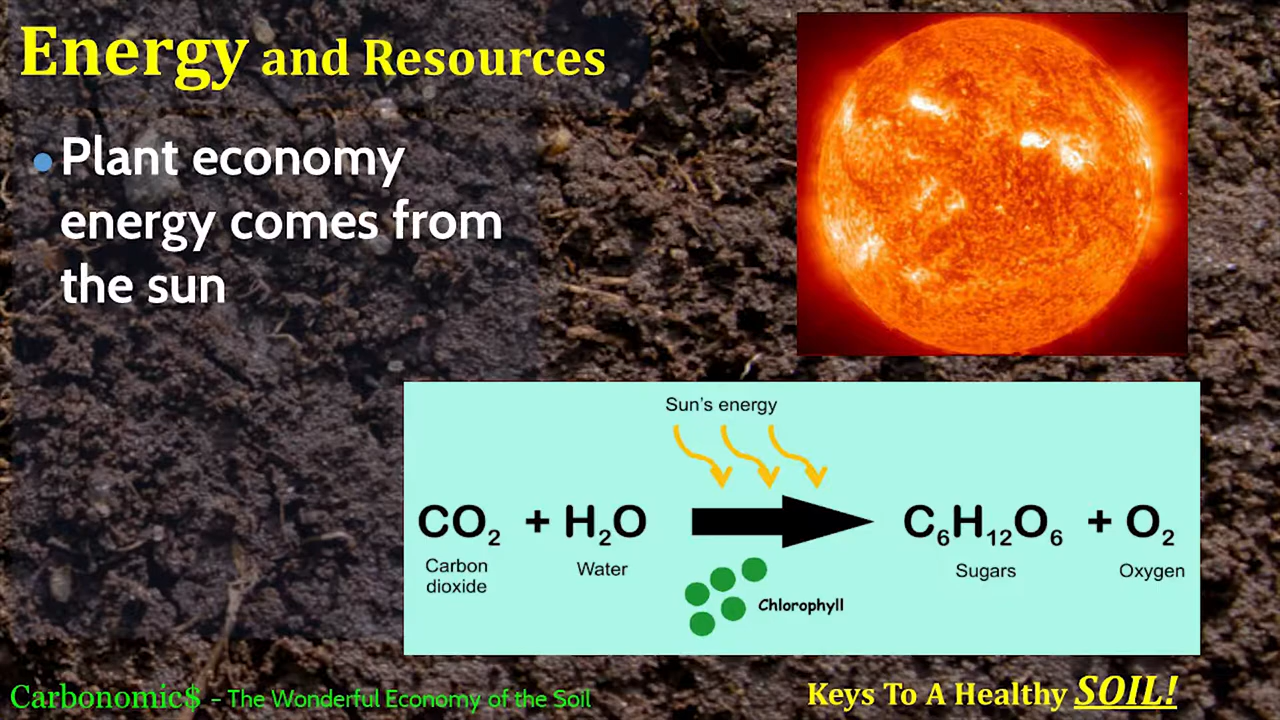 Energy and Resources
Plant economy
energy comes from
the sun
Sun's energy
CO₂ + H₂O C₆H₁₂O₆ + O₂
Carbon
dioxide
Water
Sugars
Oxygen
Chlorophyll
Carbonomic$ – The Wonderful Economy of the Soil
Keys To A Healthy SOIL!